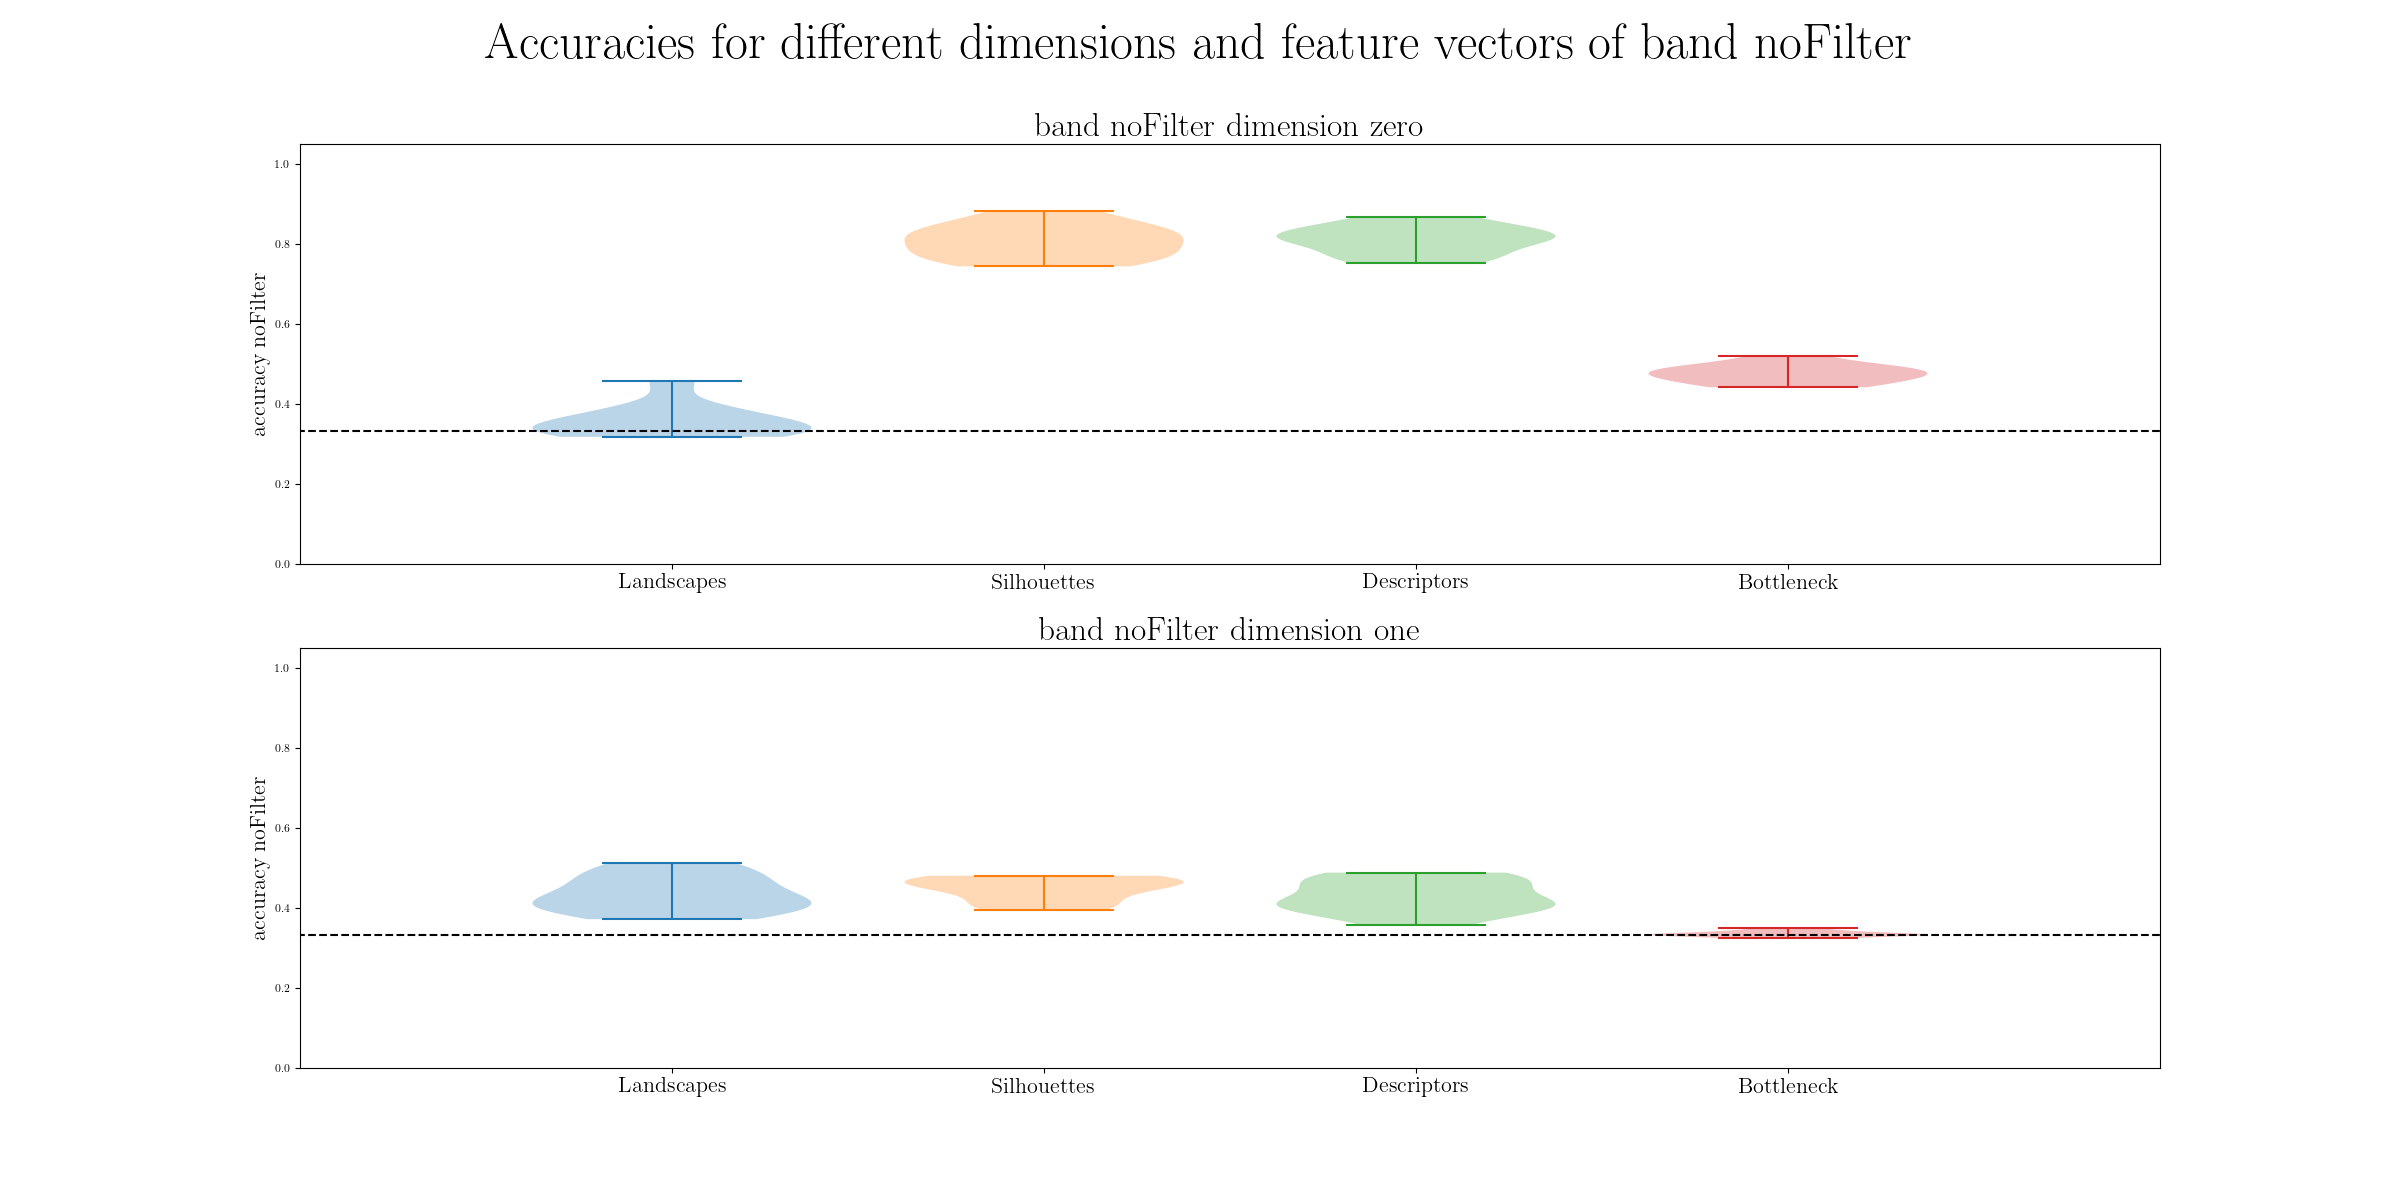 Accuracies for different dimensions and feature vectors of band noFilter
band noFilter dimension zero
accuracy noFilter
1.0
0.8
0.6
0.4
0.2
0.0
Landscapes Silhouettes Descriptors Bottleneck
band noFilter dimension one
accuracy noFilter
1.0
0.8
0.6
0.4
0.2
0.0
Landscapes Silhouettes Descriptors Bottleneck